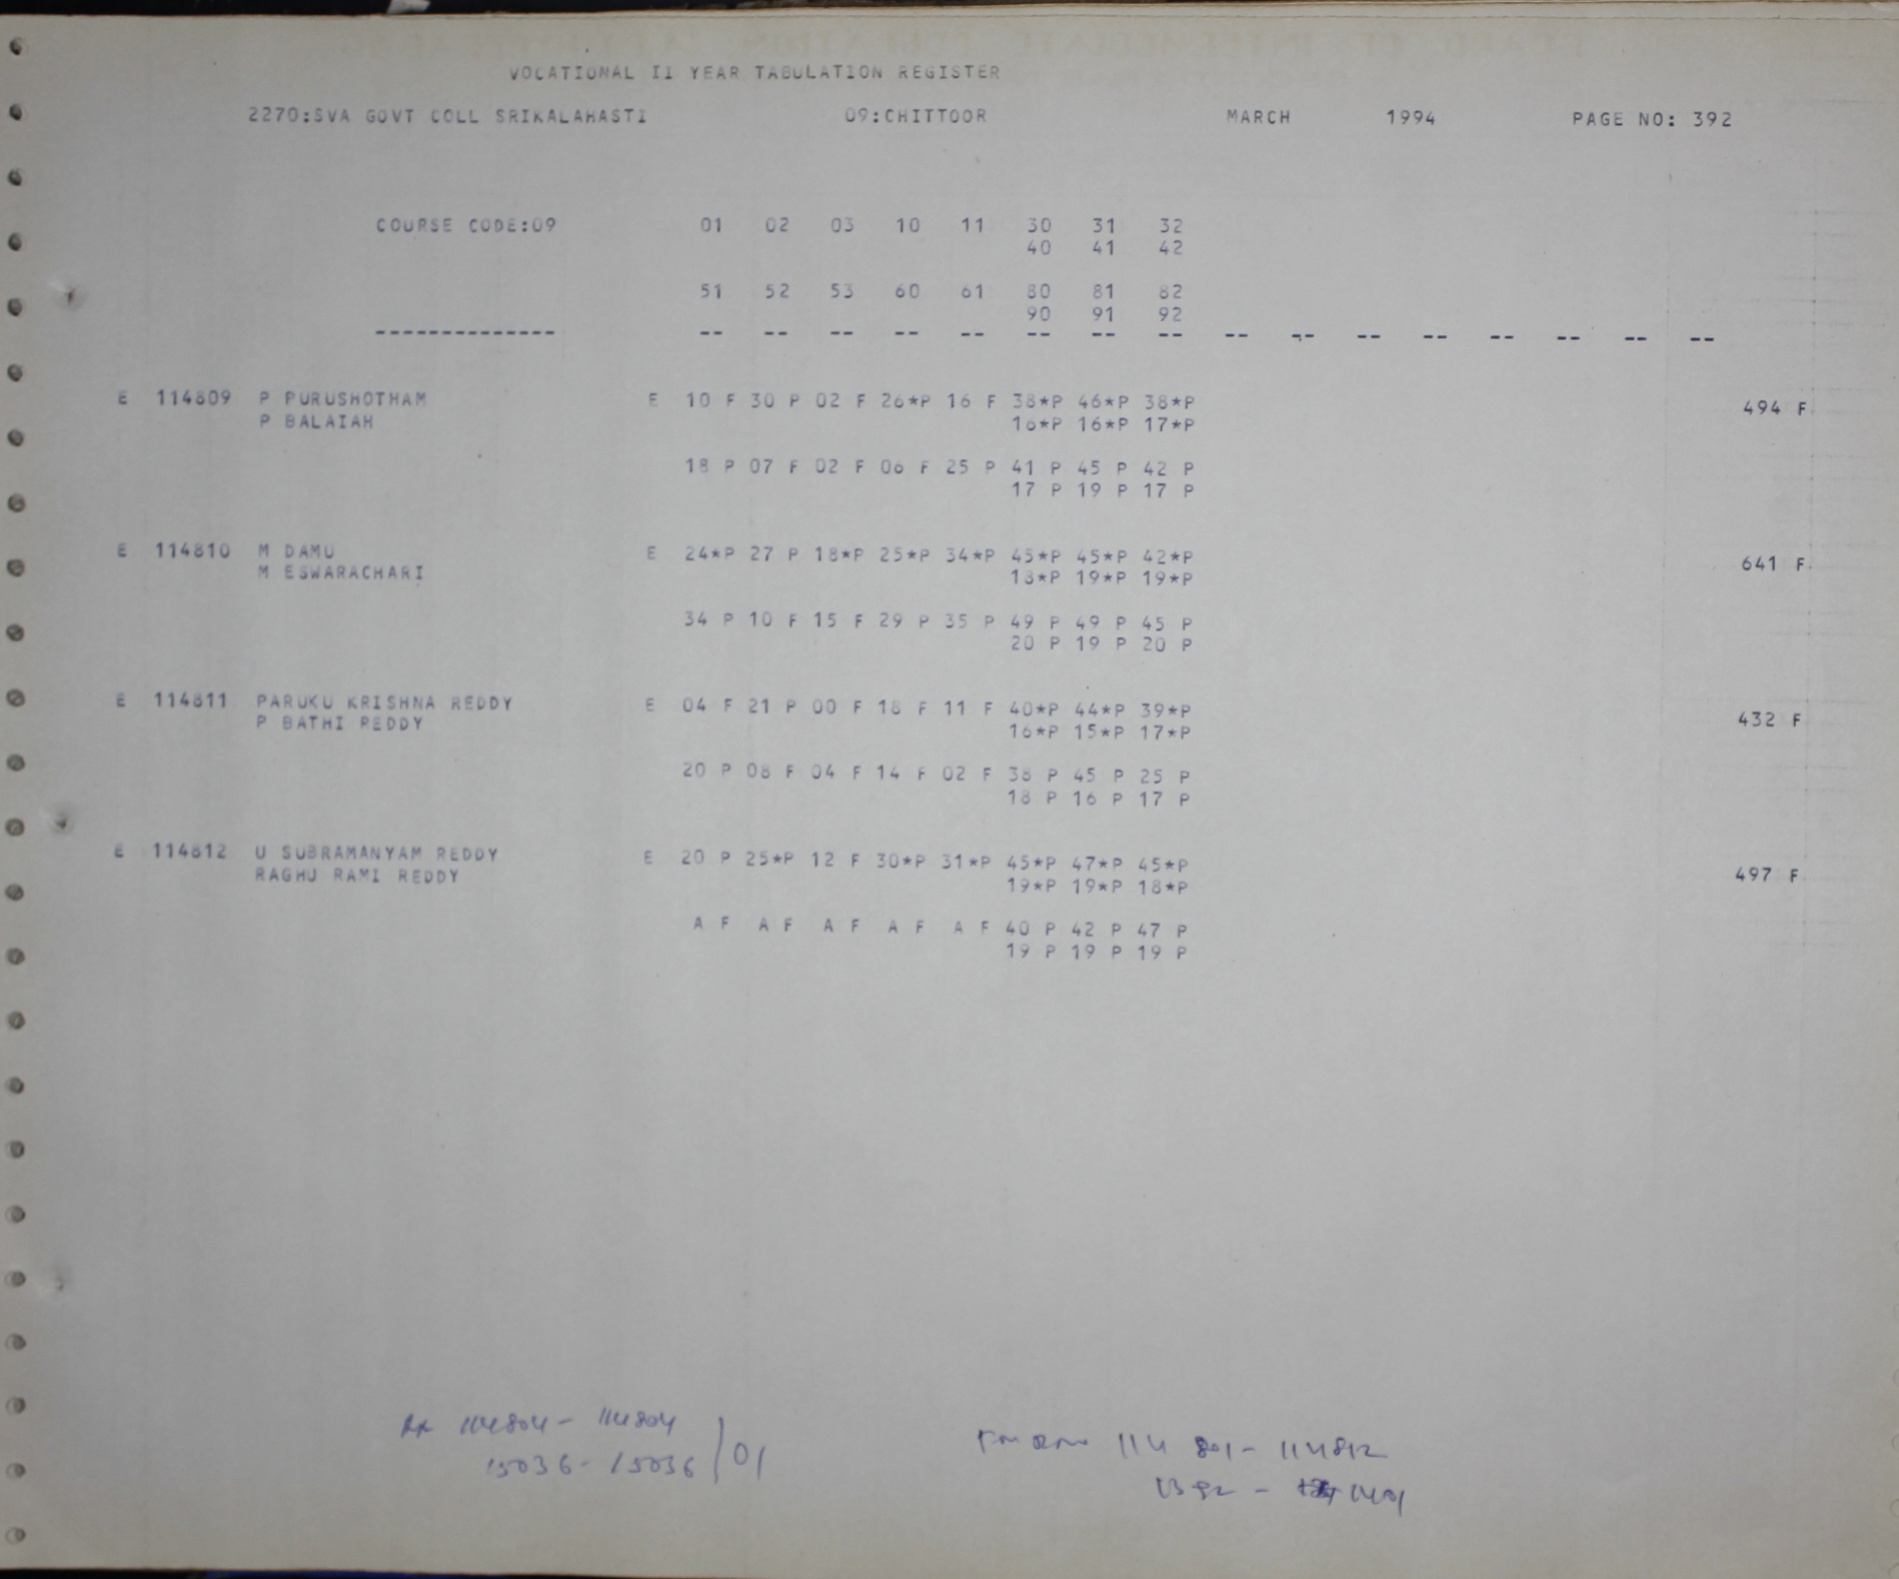 VOCATIONAL II YEAR TABULATION REGISTER
2270:SVA GOVT COLL SRIKALAHASTI 09:CHITTOOR MARCH 1994 PAGE NO: 392
COURSE CODE:09 01 02 03 10 11 30 31 32
40 41 42
51 52 53 60 61 80 81 82
90 91 92
-------------- -- -- -- -- -- -- -- -- -- -- -- -- -- -- -- --
E 114809 P PURUSHOTHAM E 10 F 30 P 02 F 26*P 16 F 38*P 46*P 38*P 494 F
P BALAIAH 16*P 16*P 17*P
18 P 07 F 02 F 06 F 25 P 41 P 45 P 42 P
17 P 19 P 17 P
E 114810 M DAMU E 24*P 27 P 18*P 25*P 34*P 45*P 45*P 42*P 641 F
M ESWARACHARI 18*P 19*P 19*P
34 P 10 F 15 F 29 P 35 P 49 P 49 P 45 P
20 P 19 P 20 P
E 114811 PARUKU KRISHNA REDDY E 04 F 21 P 00 F 18 F 11 F 40*P 44*P 39*P 432 F
P BATHI REDDY 16*P 15*P 17*P
20 P 08 F 04 F 14 F 02 F 38 P 45 P 25 P
18 P 16 P 17 P
E 114812 U SUBRAMANYAM REDDY E 20 P 25*P 12 F 30*P 31*P 45*P 47*P 45*P 497 F
RAGHU RAMI REDDY 19*P 19*P 18*P
A F A F A F A F A F 40 P 42 P 47 P
19 P 19 P 19 P
114804 - 114804
15036 - 15036 /01
114 801 - 114812